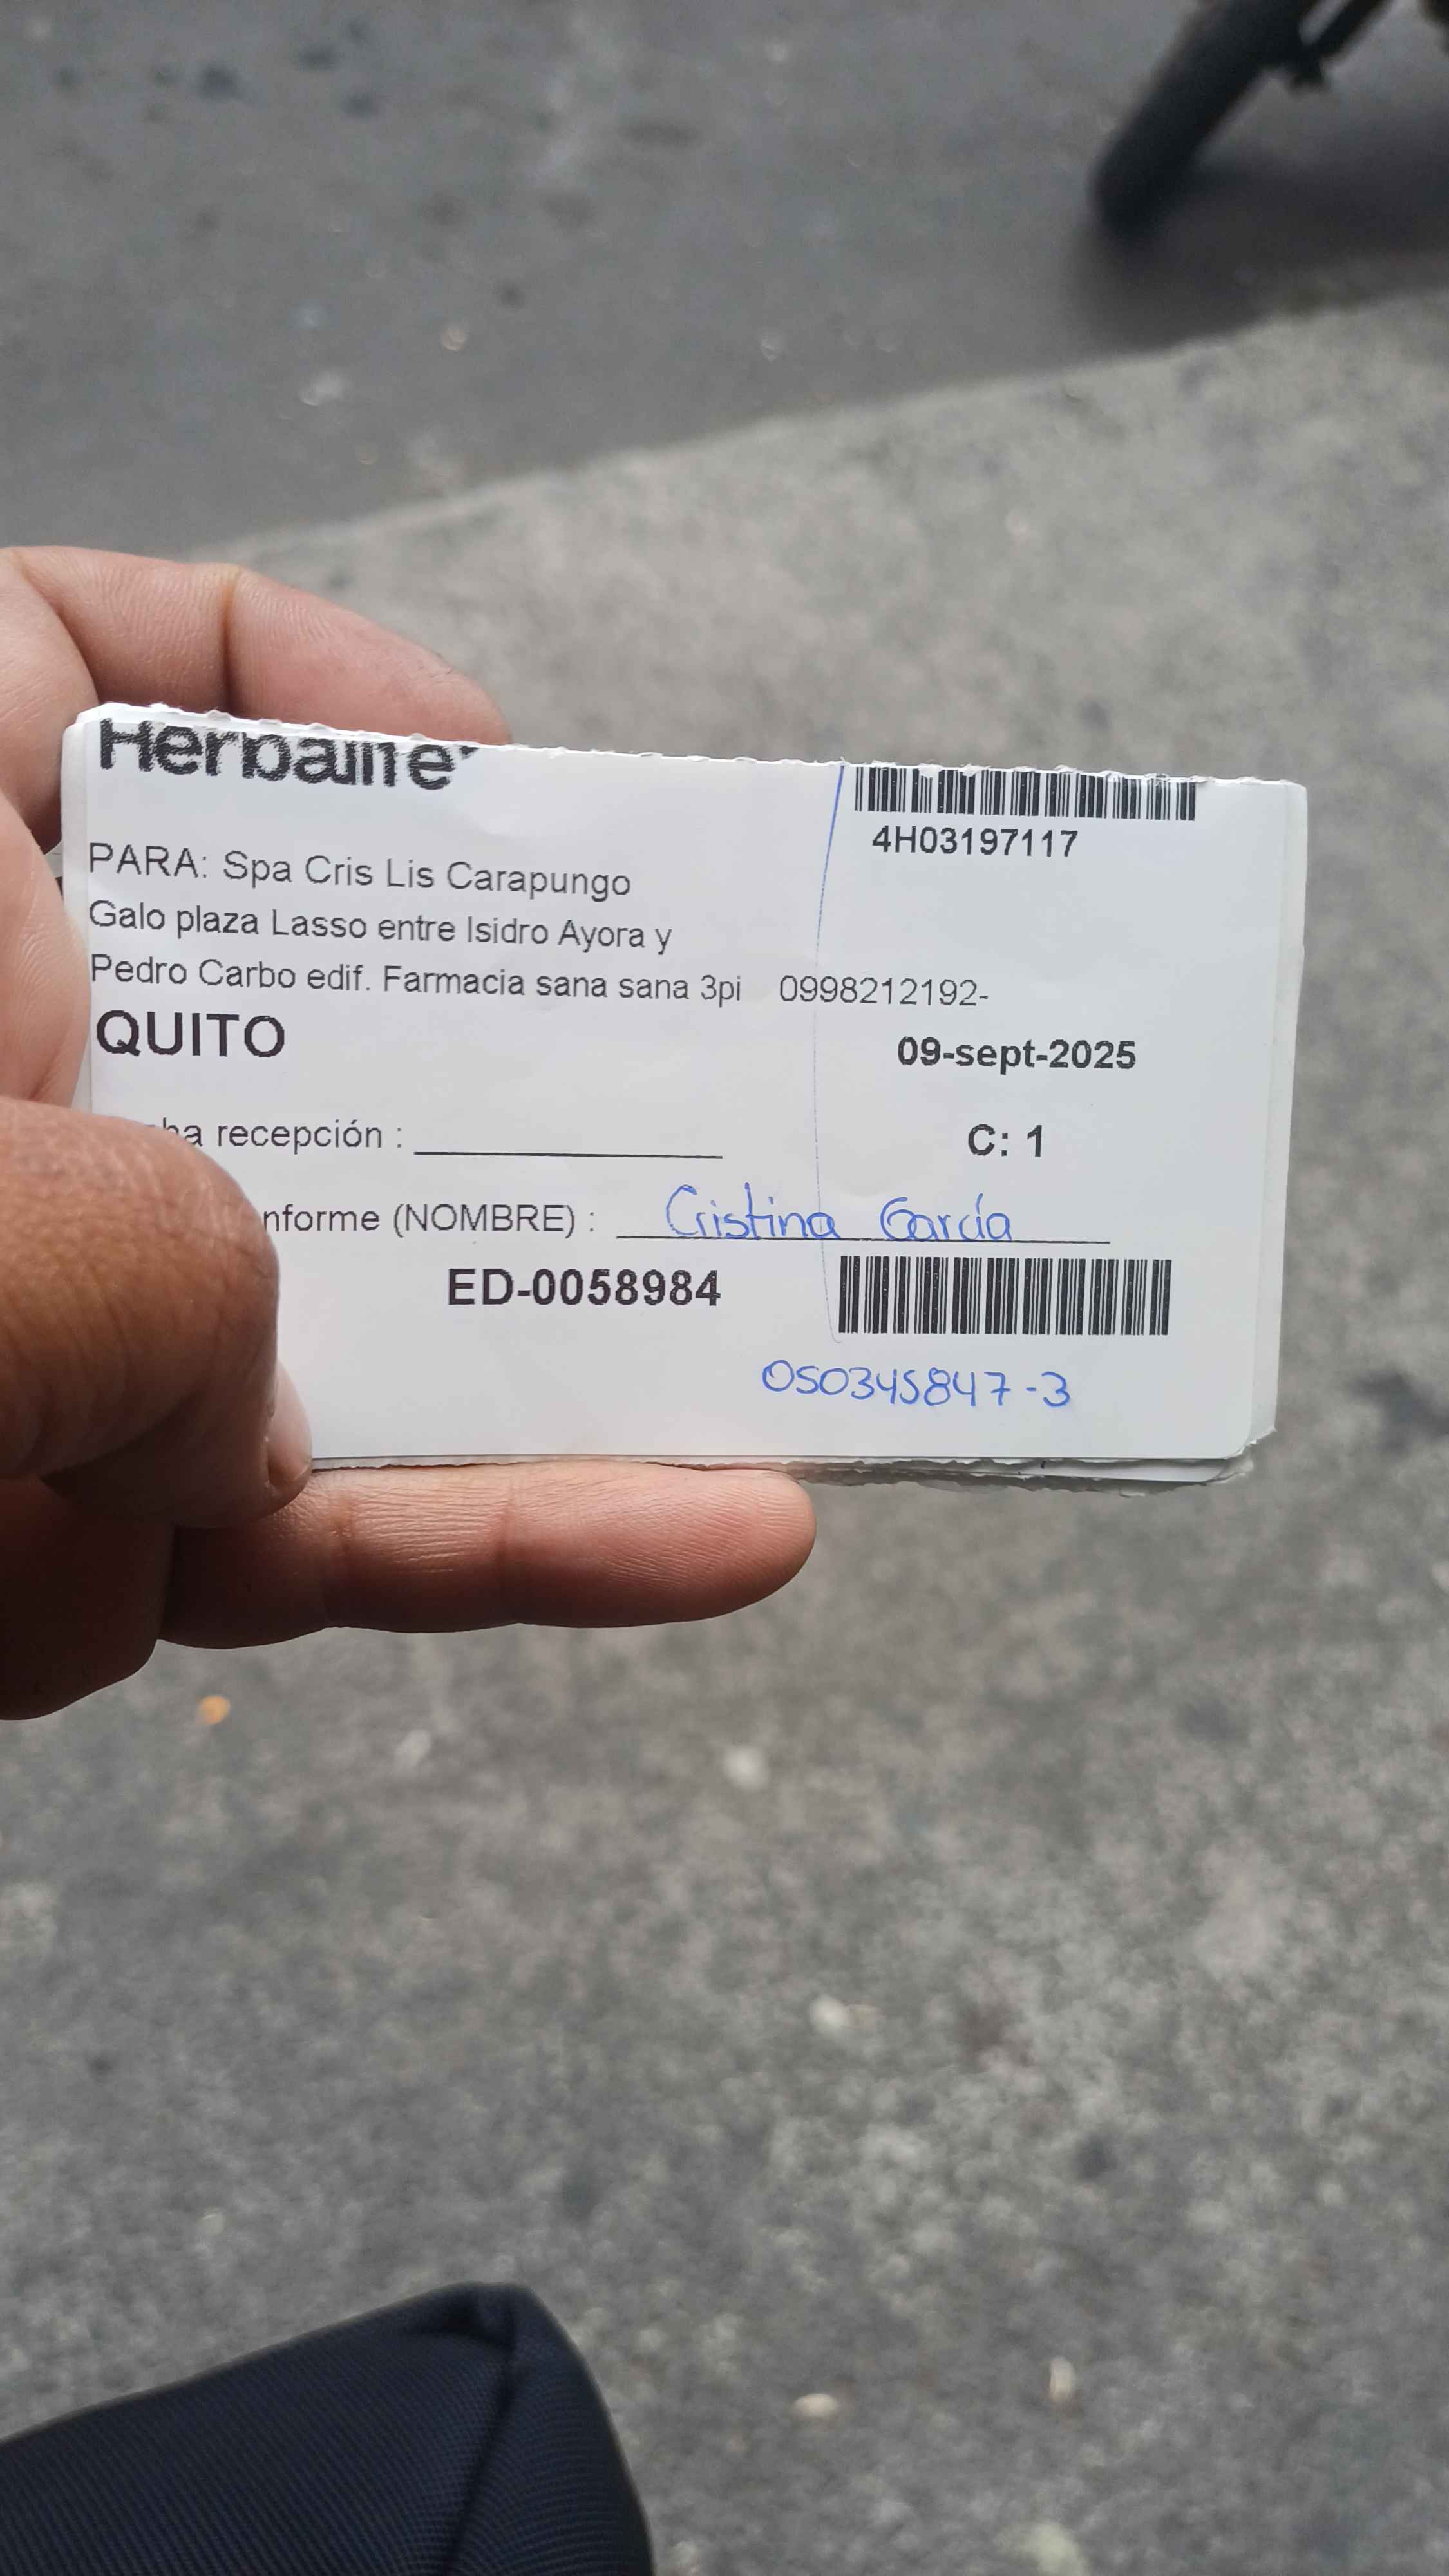 Herbalife
4H03197117
PARA: Spa Cris Lis Carapungo
Galo plaza Lasso entre Isidro Ayora y
Pedro Carbo edif. Farmacia sana sana 3pi 0998212192-
QUITO
09-sept-2025
recepción : ____________
C: 1
nforme (NOMBRE) : Cristina García
ED-0058984
050345847-3